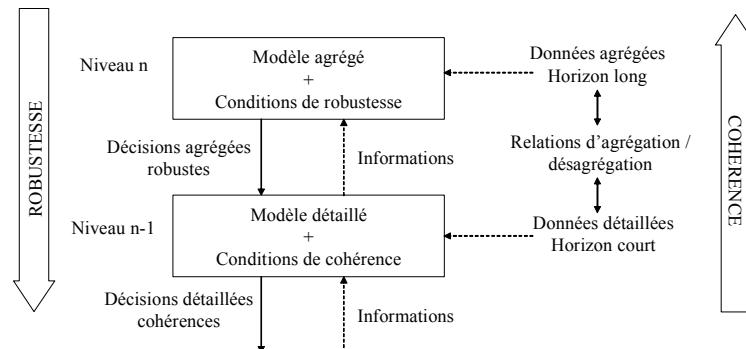 ROBUSTESSE
Niveau n
Modèle agrégé
+
Conditions de robustesse
Données agrégées
Horizon long
Décisions agrégées
robustes
Informations
Relations d'agrégation /
désagrégation
Niveau n-1
Modèle détaillé
+
Conditions de cohérence
Données détaillées
Horizon court
Décisions détaillées
cohérences
Informations
COHERENCE